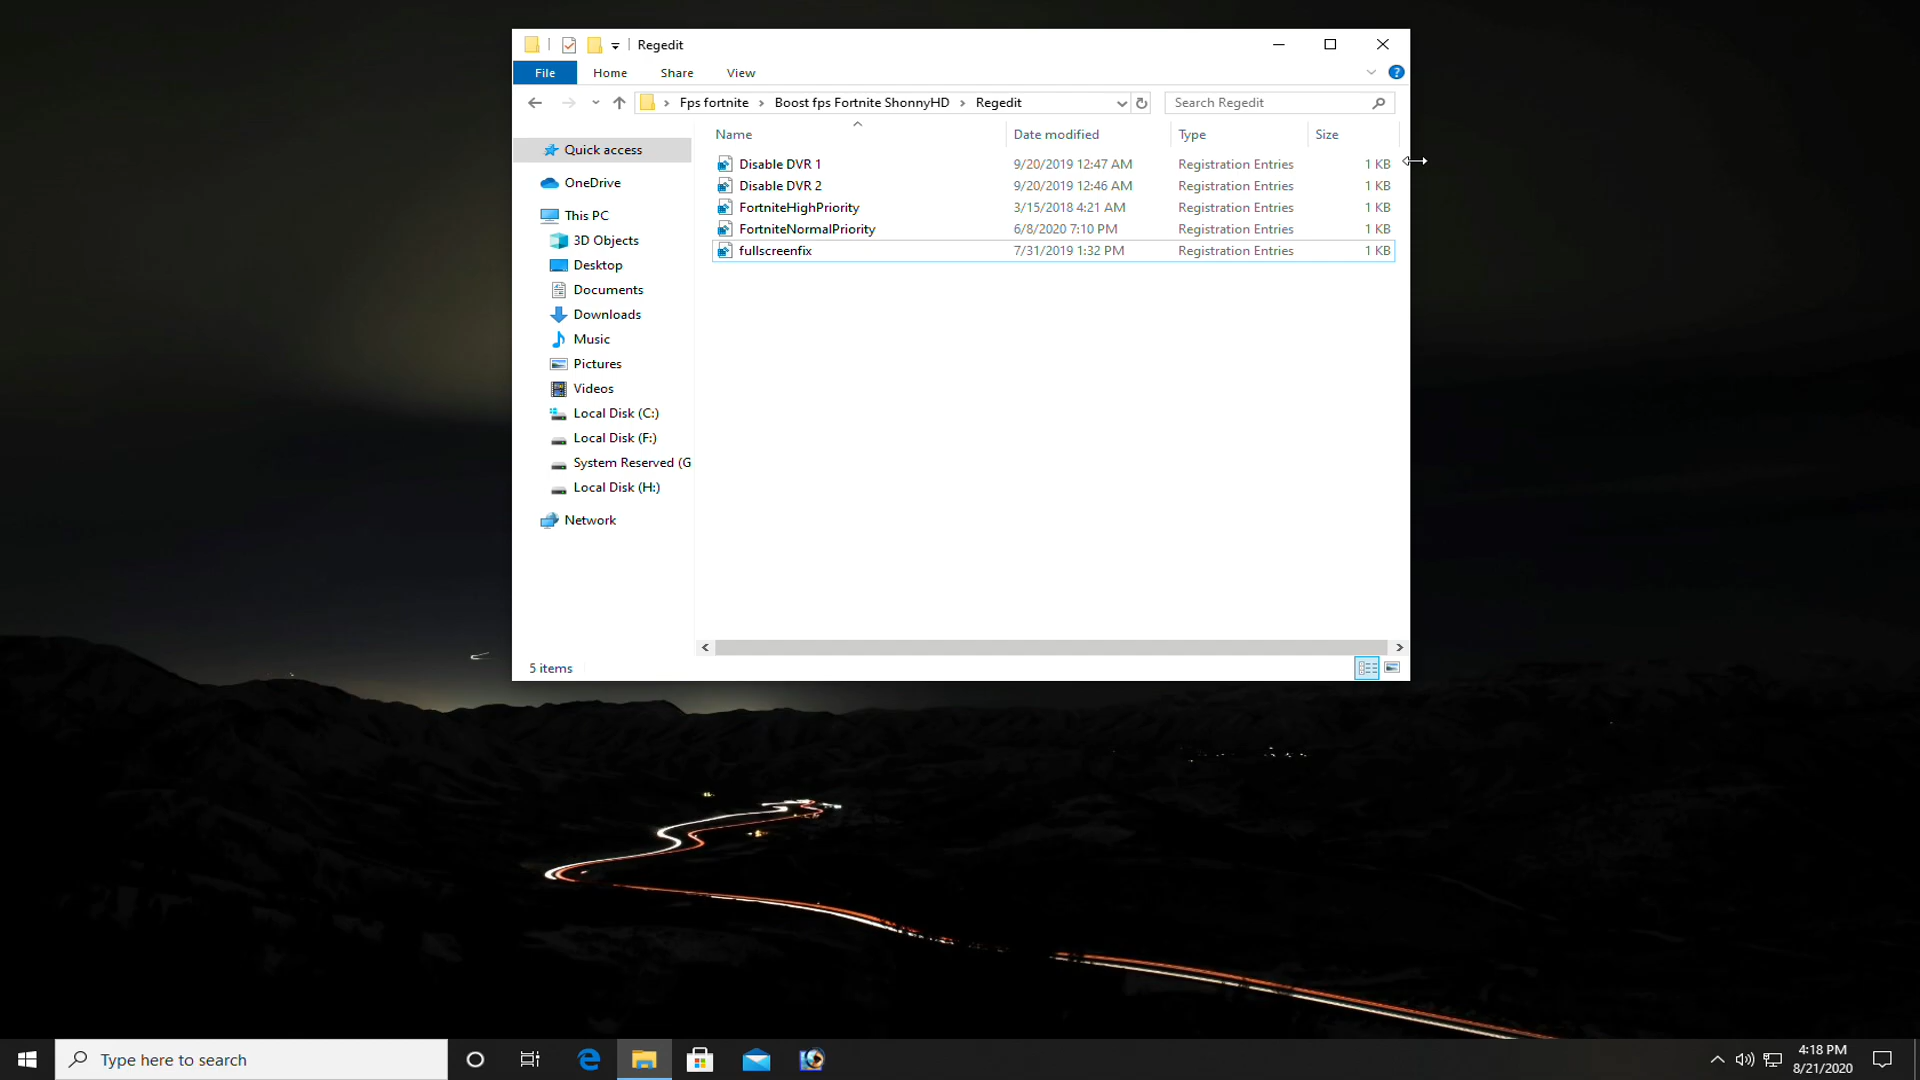 Regedit
File Home Share View
Fps fortnite Boost fps Fortnite ShonnyHD Regedit Search Regedit
Name Date modified Type Size
Quick access
OneDrive
This PC
3D Objects
Desktop
Documents
Downloads
Music
Pictures
Videos
Local Disk (C:)
Local Disk (F:)
System Reserved (G
Local Disk (H:)
Network
Disable DVR 1 9/20/2019 12:47 AM Registration Entries 1 KB
Disable DVR 2 9/20/2019 12:46 AM Registration Entries 1 KB
FortniteHighPriority 3/15/2018 4:21 AM Registration Entries 1 KB
FortniteNormalPriority 6/8/2020 7:10 PM Registration Entries 1 KB
fullscreenfix 7/31/2019 1:32 PM Registration Entries 1 KB
5 items
Type here to search
4:18 PM
8/21/2020